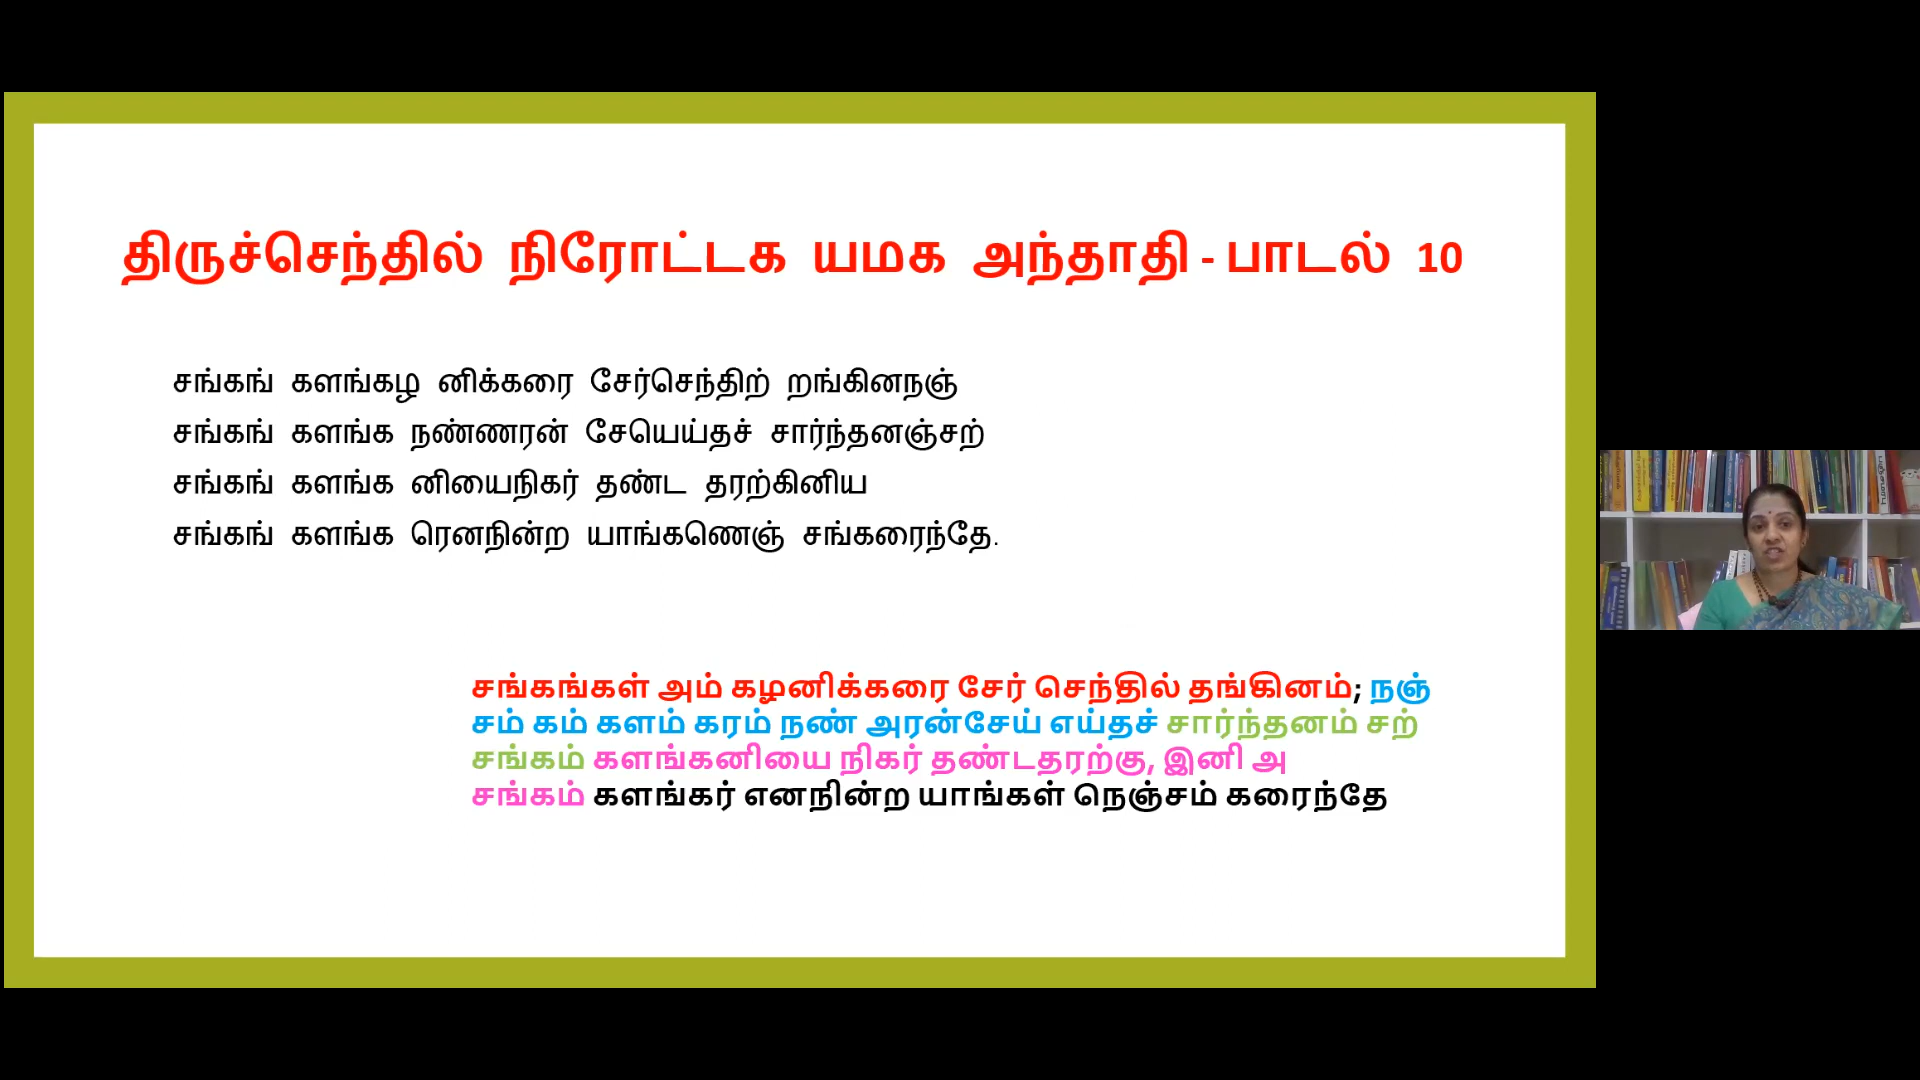 திருச்செந்தில் நிரோட்டக யமக அந்தாதி - பாடல் 10
சங்கங் களங்கழ னிக்கரை சேர்செந்திற் றங்கினநஞ்
சங்கங் களங்க நண்ணரன் சேயெய்தச் சார்ந்தனஞ்சற்
சங்கங் களங்க னியைநிகர் தண்ட தரற்கினிய
சங்கங் களங்க ரெனநின்ற யாங்கணெஞ் சங்கரைந்தே.
சங்கங்கள் அம் கழனிக்கரை சேர் செந்தில் தங்கினம்; நஞ்
சம் கம் களம் கரம் நண் அரன்சேய் எய்தச் சார்ந்தனம் சற்
சங்கம் களங்கனியை நிகர் தண்டதரற்கு, இனி அ
சங்கம் களங்கர் எனநின்ற யாங்கள் நெஞ்சம் கரைந்தே